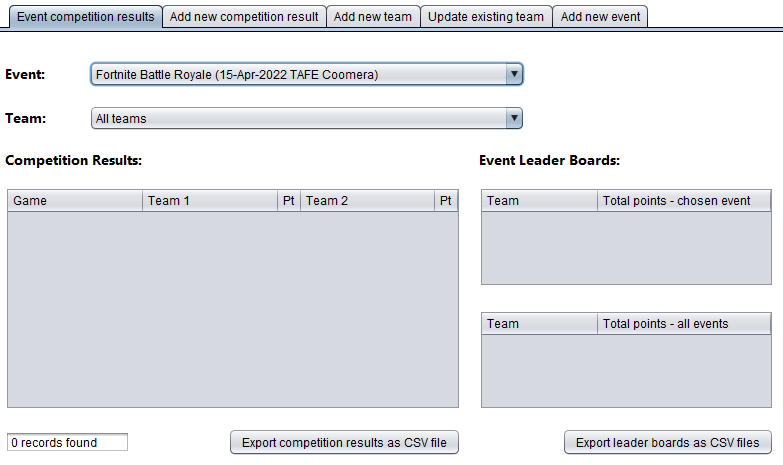 Event competition results Add new competition result Add new team Update existing team Add new event
Event: Fortnite Battle Royale (15-Apr-2022 TAFE Coomera)
Team: All teams
Competition Results: Event Leader Boards:
Game Team 1 Pt Team 2 Pt Team Total points - chosen event
Team Total points - all events
0 records found Export competition results as CSV file Export leader boards as CSV files